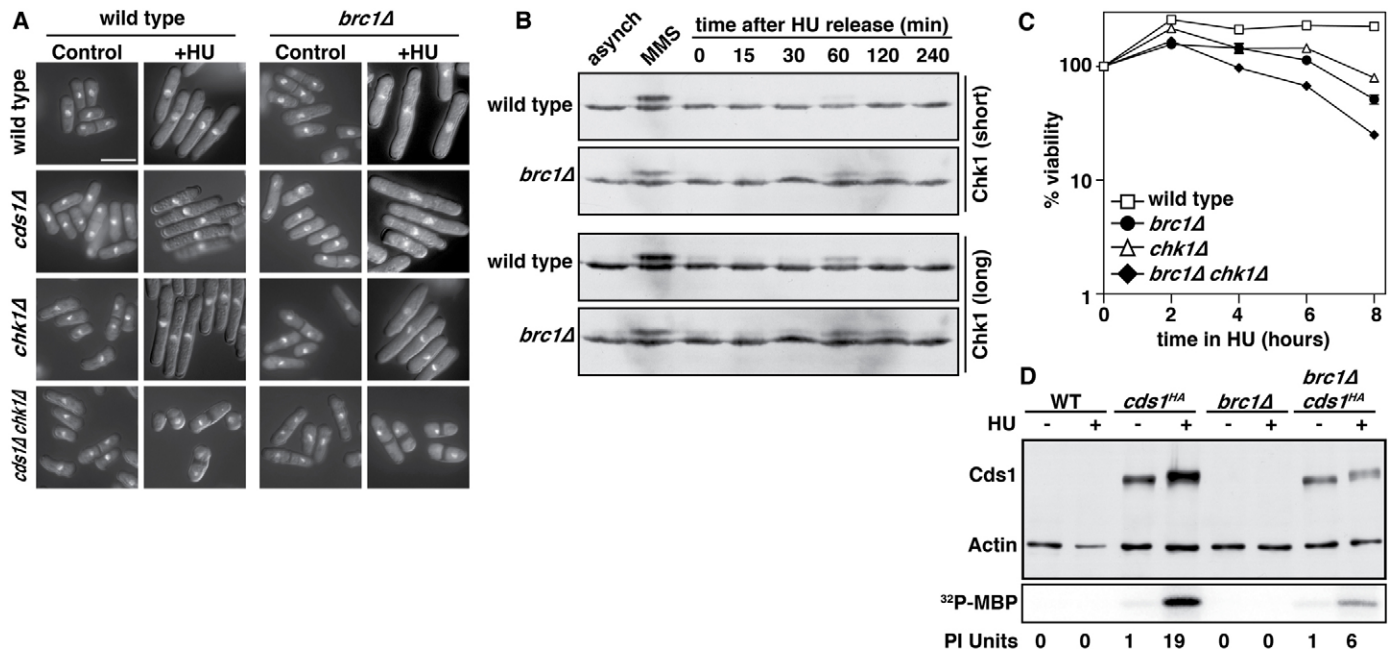 A
wild type brc1Δ
Control +HU Control +HU
wild type
cds1Δ
chk1Δ
cds1Δ chk1Δ
B
asynch MMS time after HU release (min)
0 15 30 60 120 240
wild type
brc1Δ
Chk1 (short)
wild type
brc1Δ
Chk1 (long)
C
% viability
100
10
1
wild type
brc1Δ
chk1Δ
brc1Δ chk1Δ
0 2 4 6 8
time in HU (hours)
D
WT cds1ᴴᴬ brc1Δ brc1Δ cds1ᴴᴬ
HU - + - + - + - +
Cds1
Actin
³²P-MBP
PI Units 0 0 1 19 0 0 1 6